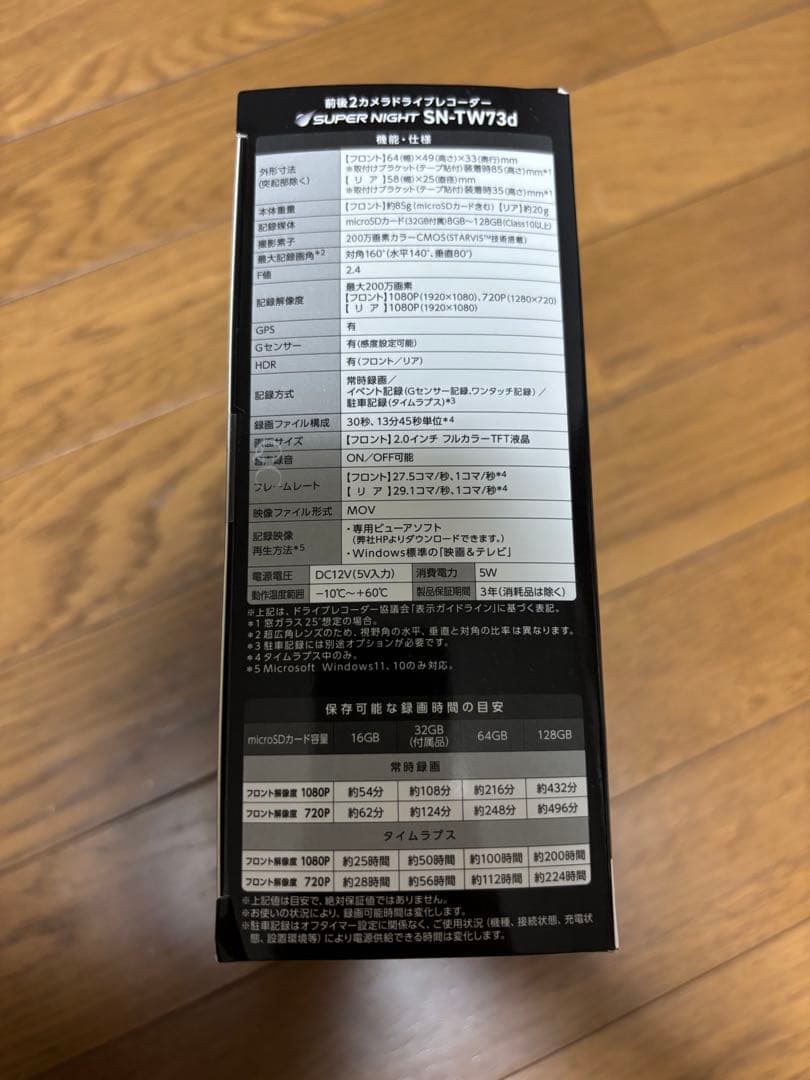 前後2カメラドライブレコーダー
SUPER NIGHT SN-TW73d
機能・仕様
外形寸法
(突起部除く)
【フロント】64(幅)×49(高さ)×33(奥行)mm
※取付けブラケット(テープ貼付)装着時85(高さ)mm*1
【 リ ア 】58(幅)×25(直径)mm
※取付けブラケット(テープ貼付)装着時35(高さ)mm*1
本体重量 【フロント】約85g(microSDカード含む) 【リア】約20g
記録媒体 microSDカード(32GB付属)8GB～128GB(Class10以上)
撮影素子 200万画素カラーCMOS(STARVIS™技術搭載)
最大記録画角*2 対角160°(水平140°、垂直80°)
F値 2.4
記録解像度
最大200万画素
【フロント】1080P(1920×1080)、720P(1280×720)
【 リ ア 】1080P(1920×1080)
GPS 有
Gセンサー 有(感度設定可能)
HDR 有(フロント/リア)
記録方式
常時録画/
イベント記録(Gセンサー記録、ワンタッチ記録)/
駐車記録(タイムラプス)*3
録画ファイル構成 30秒、13分45秒単位*4
画面サイズ 【フロント】2.0インチ フルカラーTFT液晶
音声録音 ON/OFF可能
フレームレート
【フロント】27.5コマ/秒、1コマ/秒*4
【 リ ア 】29.1コマ/秒、1コマ/秒*4
映像ファイル形式 MOV
記録映像
再生方法*5
・専用ビューアソフト
(弊社HPよりダウンロードできます。)
・Windows標準の「映画&テレビ」
電源電圧 DC12V(5V入力) 消費電力 5W
動作温度範囲 −10℃～+60℃ 製品保証期間 3年(消耗品は除く)
※上記は、ドライブレコーダー協議会「表示ガイドライン」に基づく表記。
*1 窓ガラス25°想定の場合。
*2 超広角レンズのため、視野角の水平、垂直と対角の比率は異なります。
*3 駐車記録には別途オプションが必要です。
*4 タイムラプス中のみ。
*5 Microsoft Windows11、10のみ対応。
保存可能な録画時間の目安
microSDカード容量 16GB 32GB(付属品) 64GB 128GB
常時録画
フロント解像度 1080P 約54分 約108分 約216分 約432分
フロント解像度 720P 約62分 約124分 約248分 約496分
タイムラプス
フロント解像度 1080P 約25時間 約50時間 約100時間 約200時間
フロント解像度 720P 約28時間 約56時間 約112時間 約224時間
※上記値は目安で、絶対保証値ではありません。
※お使いの状況により、録画可能時間は変化します。
※駐車記録はオフタイマー設定に関係なく、ご使用状況(機種、接続状態、充電状
態、設置環境等)により電源供給できる時間は変化します。